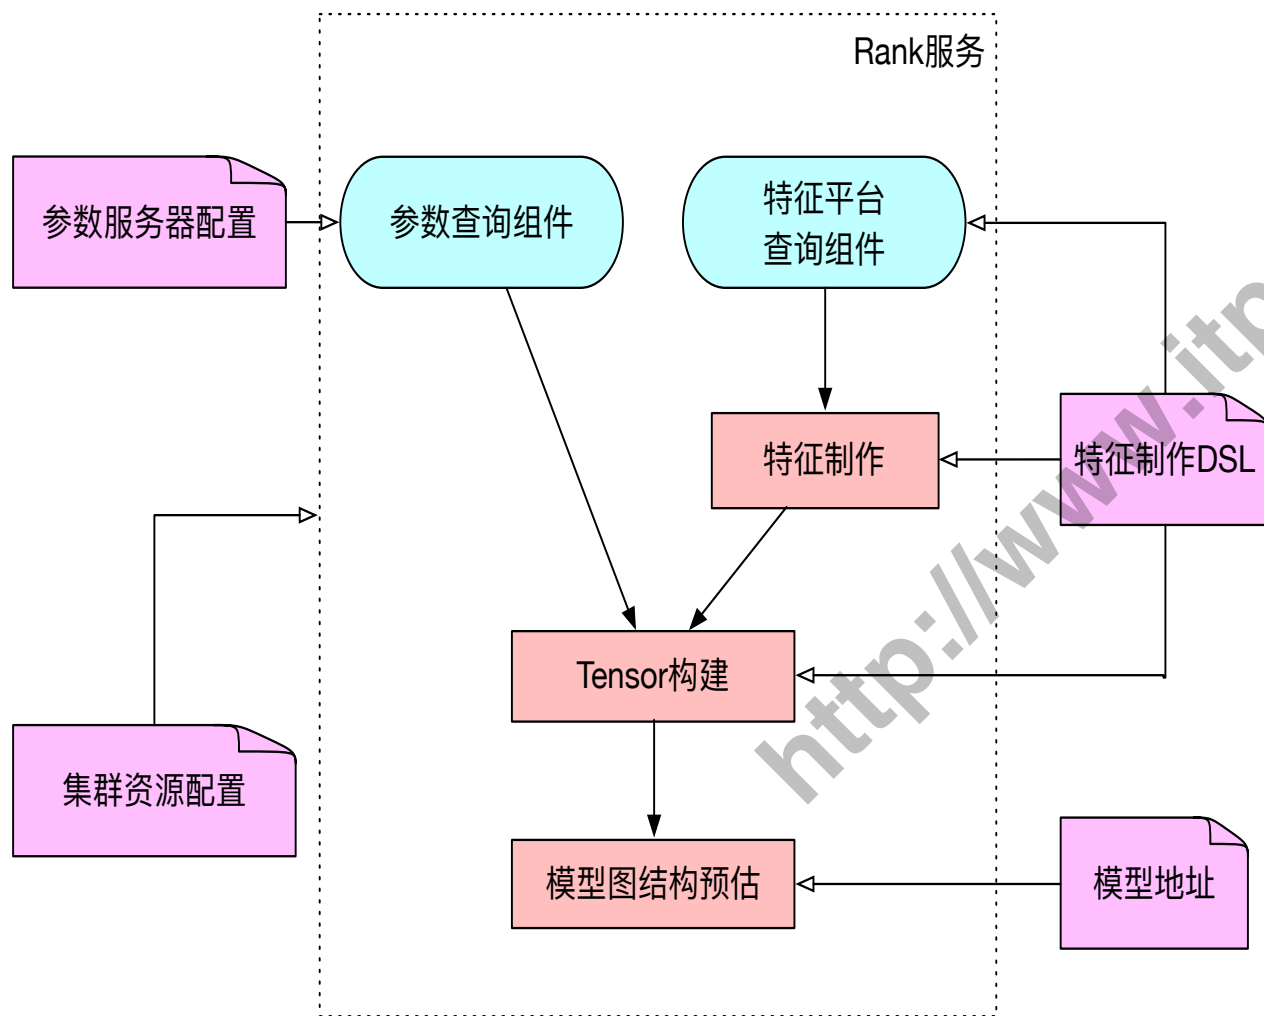 Rank服务
参数服务器配置
参数查询组件
特征平台
查询组件
特征制作
特征制作DSL
Tensor构建
集群资源配置
模型图结构预估
模型地址
http://www.itp